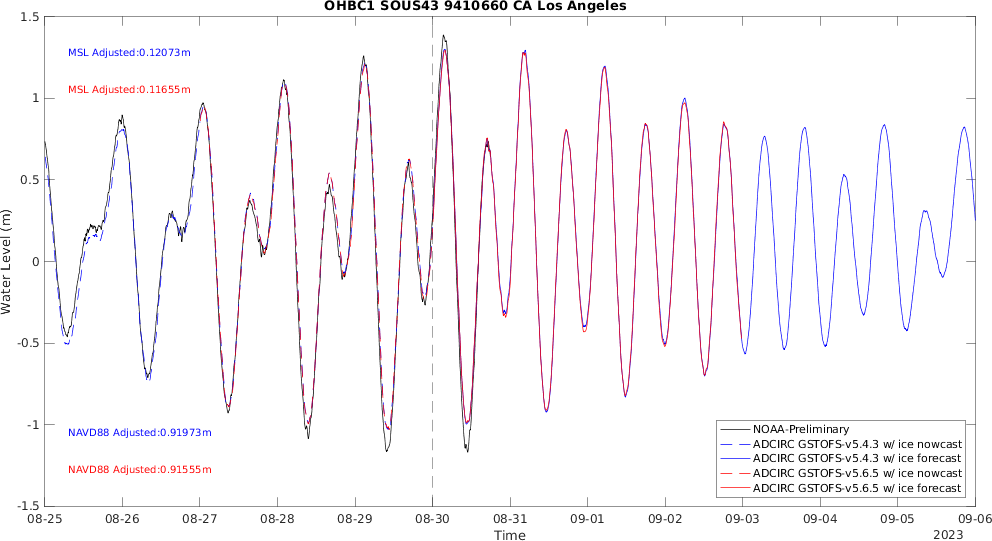 OHBC1 SOUS43 9410660 CA Los Angeles
1.5
1
0.5
0
-0.5
-1
-1.5
Water Level (m)
MSL Adjusted:0.12073m
MSL Adjusted:0.11655m
NAVD88 Adjusted:0.91973m
NAVD88 Adjusted:0.91555m
NOAA-Preliminary
ADCIRC GSTOFS-v5.4.3 w/ ice nowcast
ADCIRC GSTOFS-v5.4.3 w/ ice forecast
ADCIRC GSTOFS-v5.6.5 w/ ice nowcast
ADCIRC GSTOFS-v5.6.5 w/ ice forecast
08-25 08-26 08-27 08-28 08-29 08-30 08-31 09-01 09-02 09-03 09-04 09-05 09-06
Time
2023